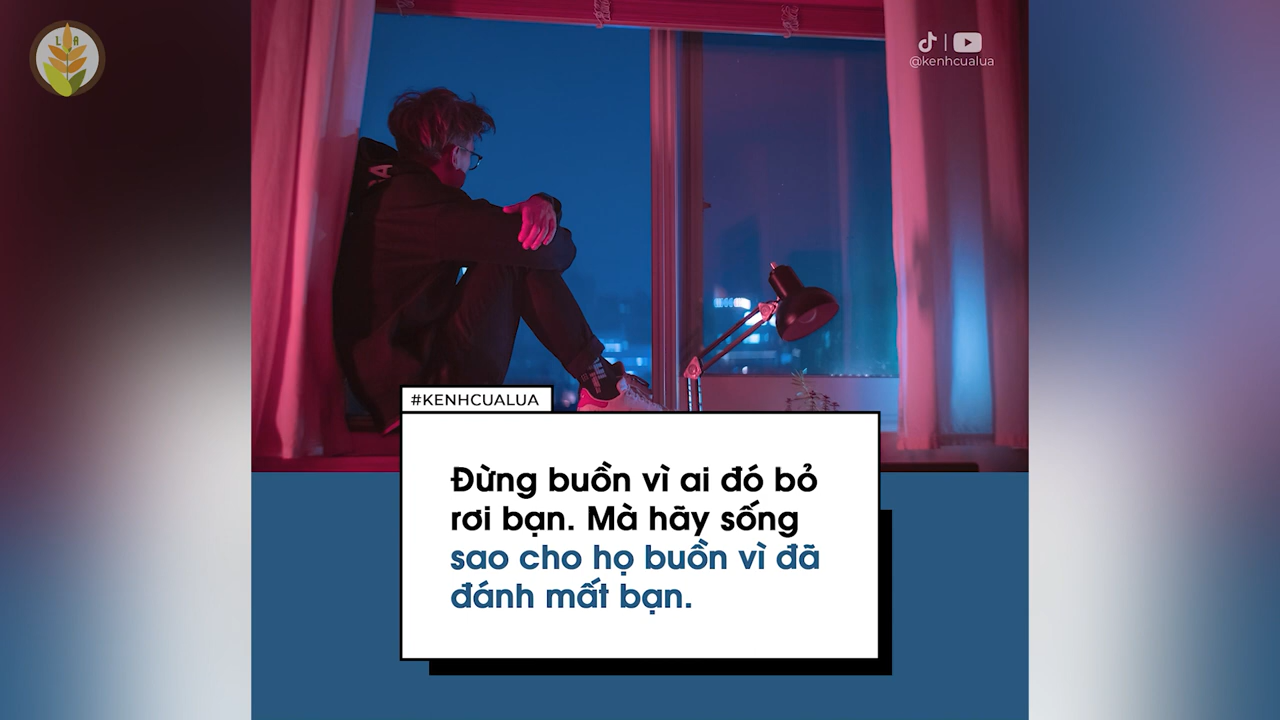 L A
@kenhcualua
#KENHCUALUA
Đừng buồn vì ai đó bỏ
rơi bạn. Mà hãy sống
sao cho họ buồn vì đã
đánh mất bạn.